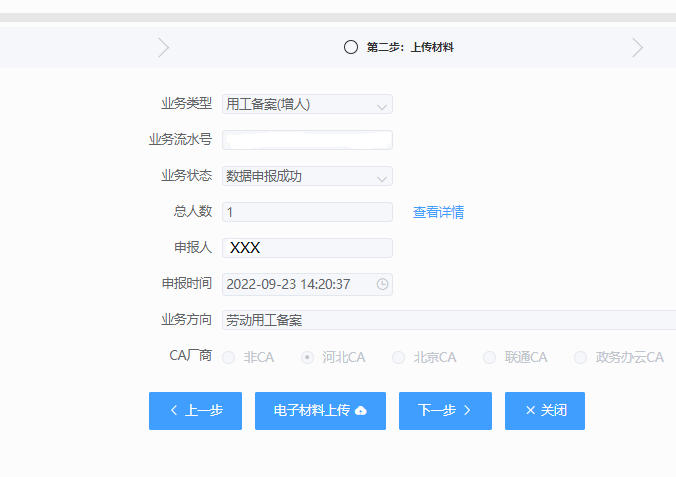 第二步：上传材料
业务类型 用工备案(增人)
业务流水号
业务状态 数据申报成功
总人数 1 查看详情
申报人 XXX
申报时间 2022-09-23 14:20:37
业务方向 劳动用工备案
CA厂商 非CA 河北CA 北京CA 联通CA 政务办云CA
上一步 电子材料上传 下一步 关闭